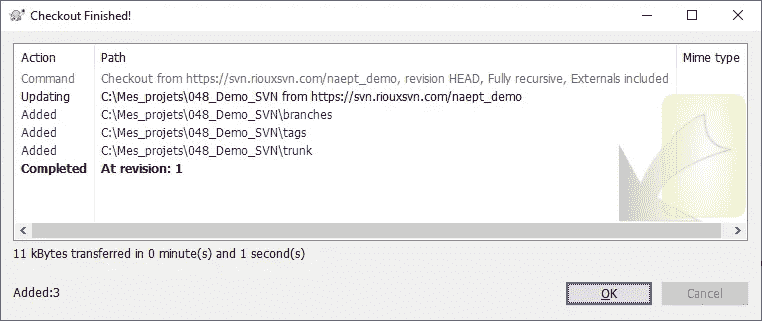 Checkout Finished!
Action Path Mime type
Command Checkout from https://svn.riouxsvn.com/naept_demo, revision HEAD, Fully recursive, Externals included
Updating C:\Mes_projets\048_Demo_SVN from https://svn.riouxsvn.com/naept_demo
Added C:\Mes_projets\048_Demo_SVN\branches
Added C:\Mes_projets\048_Demo_SVN\tags
Added C:\Mes_projets\048_Demo_SVN\trunk
Completed At revision: 1
11 kBytes transferred in 0 minute(s) and 1 second(s)
Added:3
OK Cancel